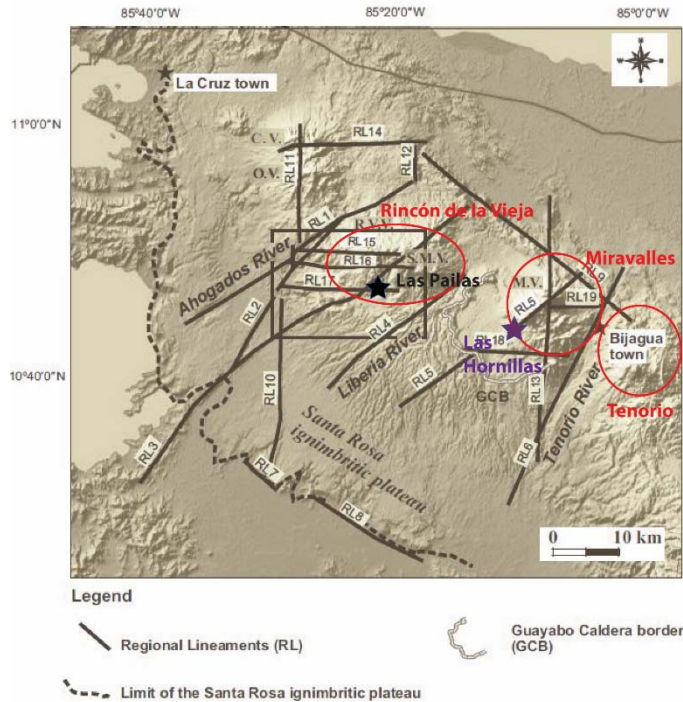 85°40'0"W
85°20'0"W
85°0'0"W
La Cruz town
11°0'0"N
C. V.
RL14
RL11
RL12
O.V.
RL1
Rincón de la Vieja
R.V.V.
RL15
Ahogados River
S.M.V.
Miravalles
RL16
RL9
M.V.
RL17
Las Pailas
RL5
RL19
RL2
RL4
Las
Hornillas
RL18
Bijagua
town
Liberia River
10°40'0"N
RL5
RL13
GCB
RL10
Tenorio River
Tenorio
Santa Rosa
ignimbritic plateau
RL3
RL6
RL7
RL8
0 10 km
Legend
Regional Lineaments (RL)
Guayabo Caldera border
(GCB)
Limit of the Santa Rosa ignimbritic plateau